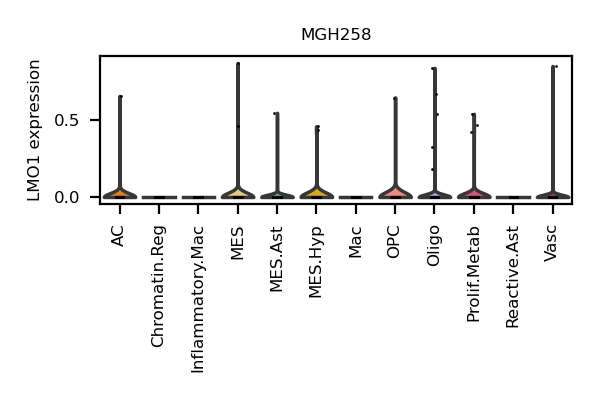 MGH258
LMO1 expression
0.5
0.0
AC
Chromatin.Reg
Inflammatory.Mac
MES
MES.Ast
MES.Hyp
Mac
OPC
Oligo
Prolif.Metab
Reactive.Ast
Vasc